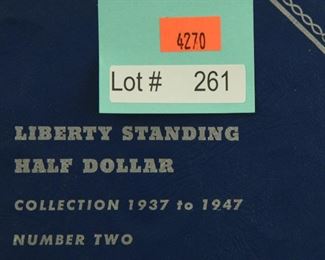 4270
Lot # 261
LIBERTY STANDING
HALF DOLLAR
COLLECTION 1937 to 1947
NUMBER TWO